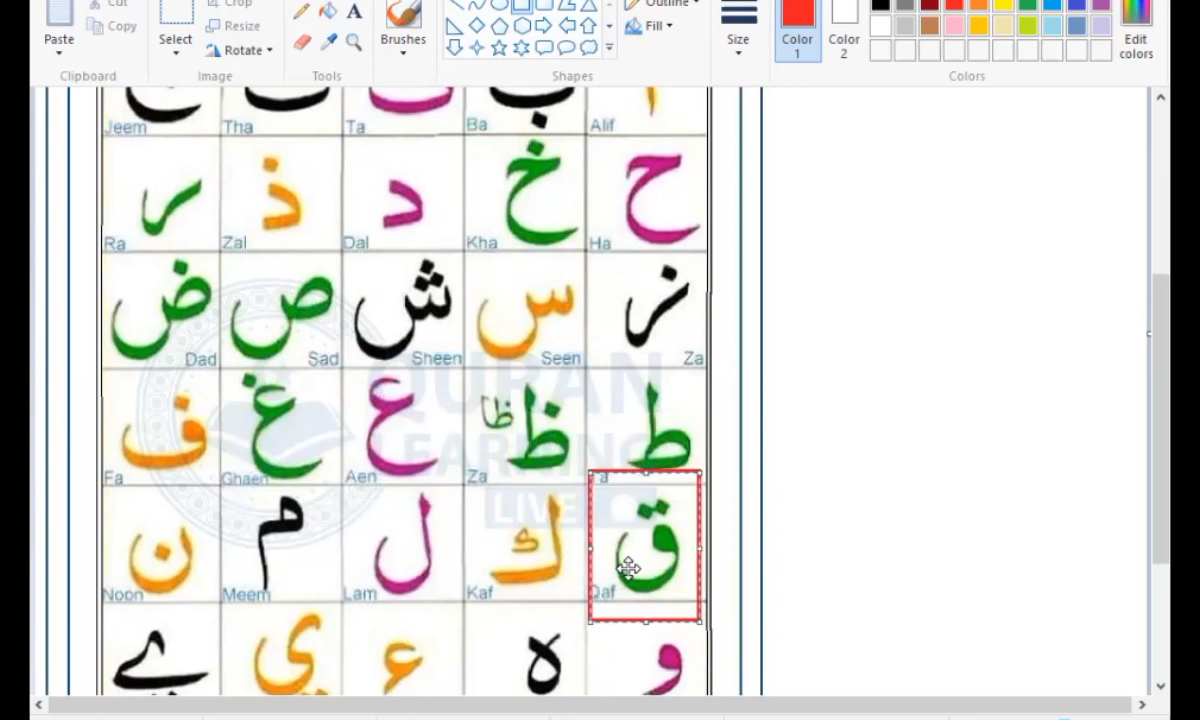 Cut
Crop
Outline
Paste
Copy
Select
Resize
Rotate
A
Brushes
Fill
Size
Color
1
Color
2
Edit
colors
Clipboard
Image
Tools
Shapes
Colors
ب
Jeem
Tha
Ta
Ba
Alif
ح خ د ذ ر
Ra
Zal
Dal
Kha
Ha
ز س ش ص ض
Dad
Sad
Sheen
Seen
Za
ط ظ ظا ع غ ف
Fa
Ghaen
Aen
Za
QURAN
LEARNING
LIVE
ق ك ل م ن
Noon
Meem
Lam
Kaf
Qaf
و ه ء ي ے